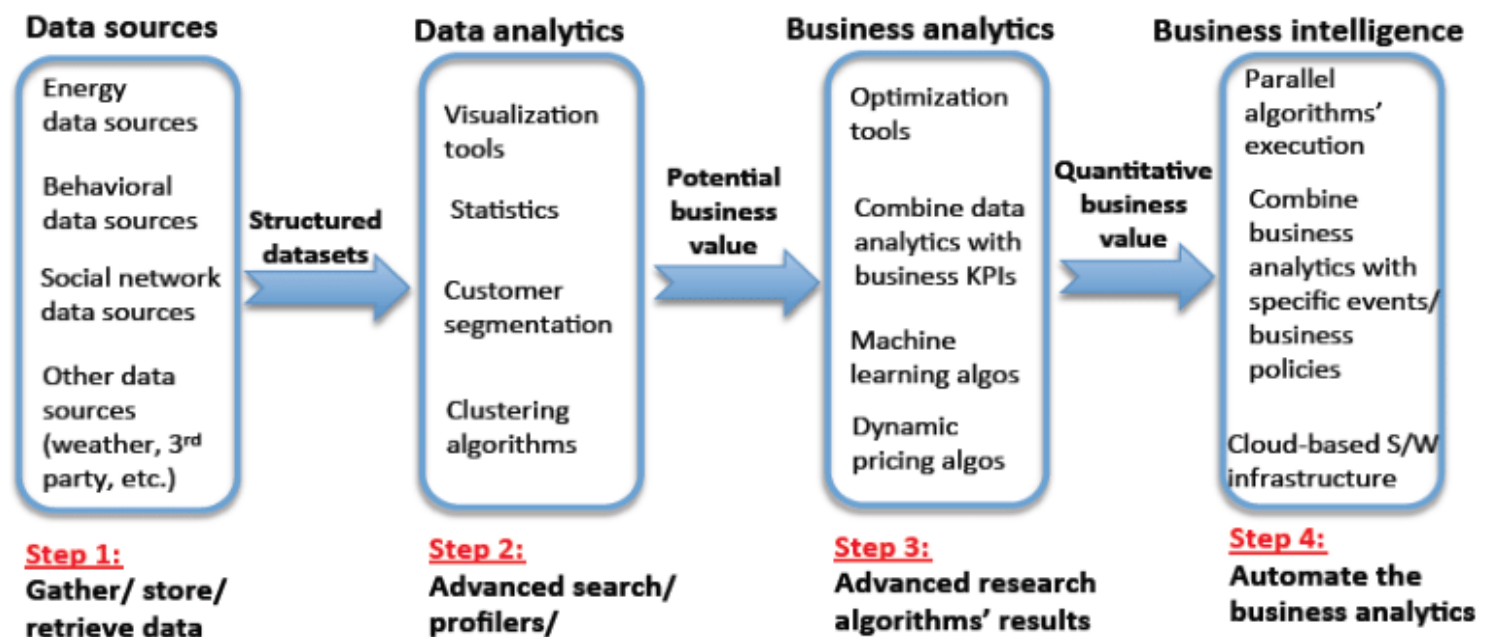 Data sources
Energy
data sources
Behavioral
data sources
Social network
data sources
Other data
sources
(weather, 3rd
party, etc.)
Step 1:
Gather/ store/
retrieve data
Structured
datasets
Data analytics
Visualization
tools
Statistics
Customer
segmentation
Clustering
algorithms
Step 2:
Advanced search/
profilers/
Potential
business
value
Business analytics
Optimization
tools
Combine data
analytics with
business KPIs
Machine
learning algos
Dynamic
pricing algos
Step 3:
Advanced research
algorithms’ results
Quantitative
business
value
Business intelligence
Parallel
algorithms’
execution
Combine
business
analytics with
specific events/
business
policies
Cloud-based S/W
infrastructure
Step 4:
Automate the
business analytics